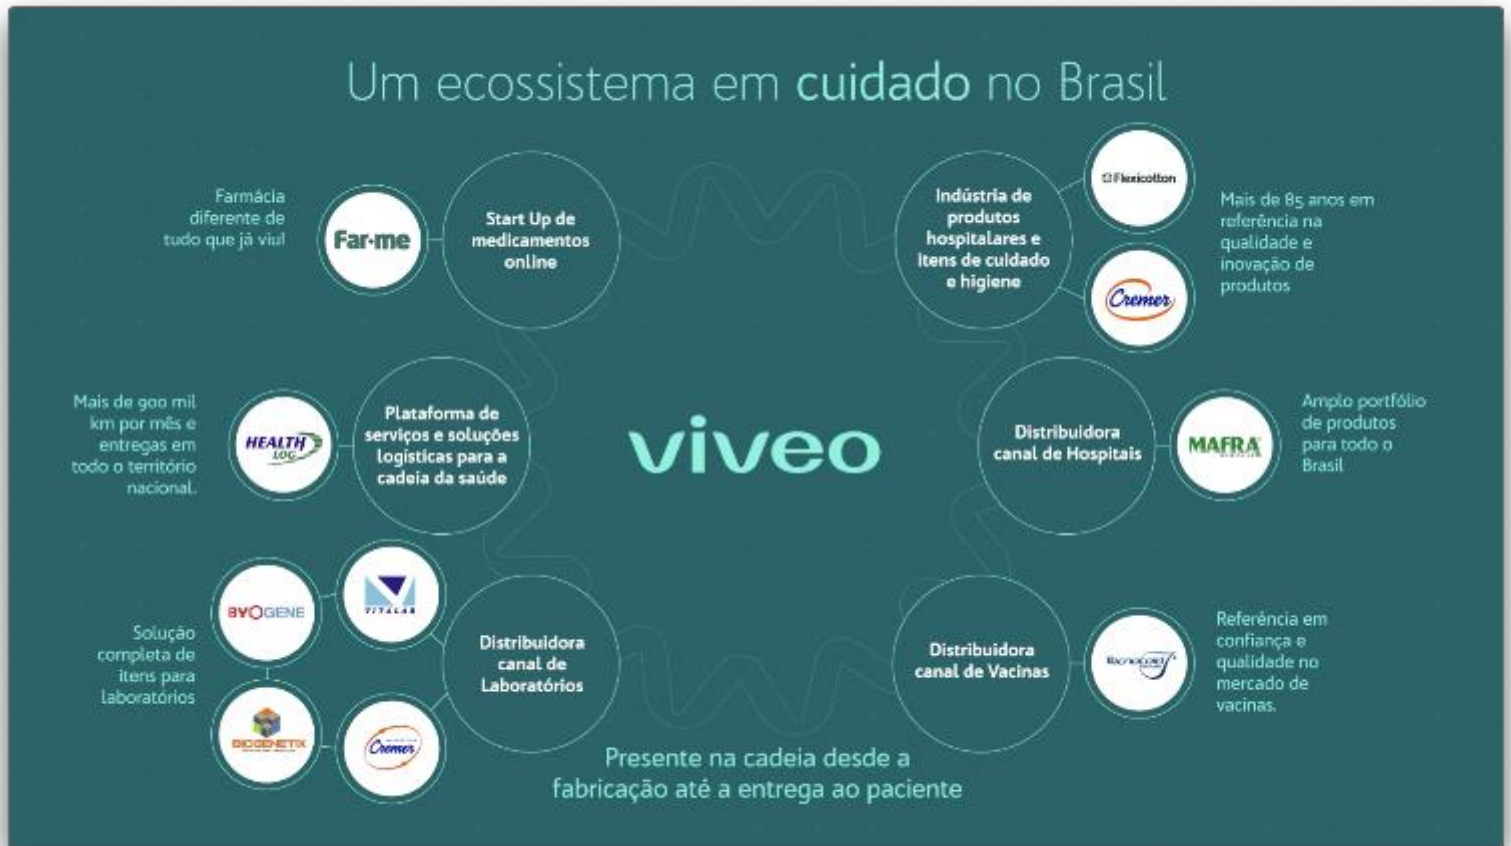 Um ecossistema em cuidado no Brasil
Farmácia
diferente de
tudo que já viu!
Far·me
Start Up de
medicamentos
online
Indústria de
produtos
hospitalares e
itens de cuidado
e higiene
Flexicotton
Cremer
Mais de 85 anos em
referência na
qualidade e
inovação de
produtos
Mais de 900 mil
km por mês e
entregas em
todo o território
nacional.
HEALTH
LOG
Plataforma de
serviços e soluções
logísticas para a
cadeia da saúde
viveo
Distribuidora
canal de Hospitais
MAFRA
Amplo portfólio
de produtos
para todo o
Brasil
Solução
completa de
itens para
laboratórios
BYOGENE
VITALAB
BIOGENETIX
Cremer
Distribuidora
canal de
Laboratórios
Distribuidora
canal de Vacinas
Tecnocold
Referência em
confiança e
qualidade no
mercado de
vacinas.
Presente na cadeia desde a
fabricação até a entrega ao paciente